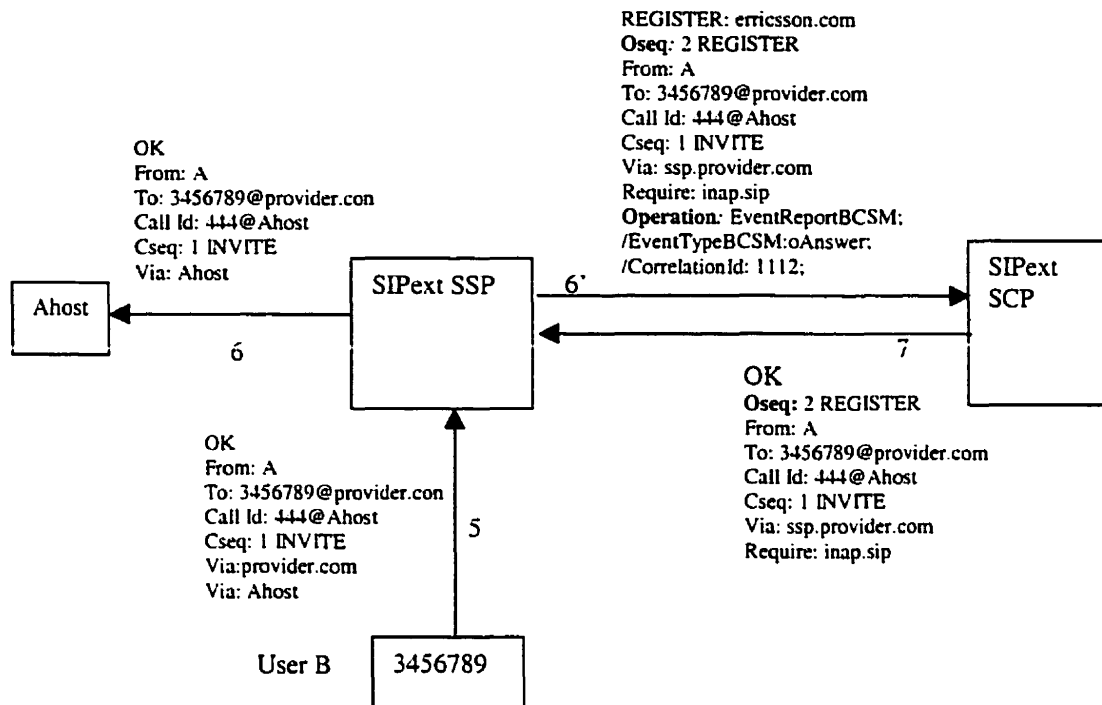 REGISTER: erricsson.com
Oseq: 2 REGISTER
From: A
To: 3456789@provider.com
Call Id: 444@Ahost
Cseq: 1 INVITE
Via: ssp.provider.com
Require: inap.sip
Operation: EventReportBCSM;
/EventTypeBCSM:oAnswer;
/CorrelationId: 1112;
OK
From: A
To: 3456789@provider.con
Call Id: 444@Ahost
Cseq: 1 INVITE
Via: Ahost
Ahost
SIPext SSP
SIPext
SCP
6
6'
7
OK
Oseq: 2 REGISTER
From: A
To: 3456789@provider.com
Call Id: 444@Ahost
Cseq: 1 INVITE
Via: ssp.provider.com
Require: inap.sip
OK
From: A
To: 3456789@provider.con
Call Id: 444@Ahost
Cseq: 1 INVITE
Via:provider.com
Via: Ahost
5
User B
3456789